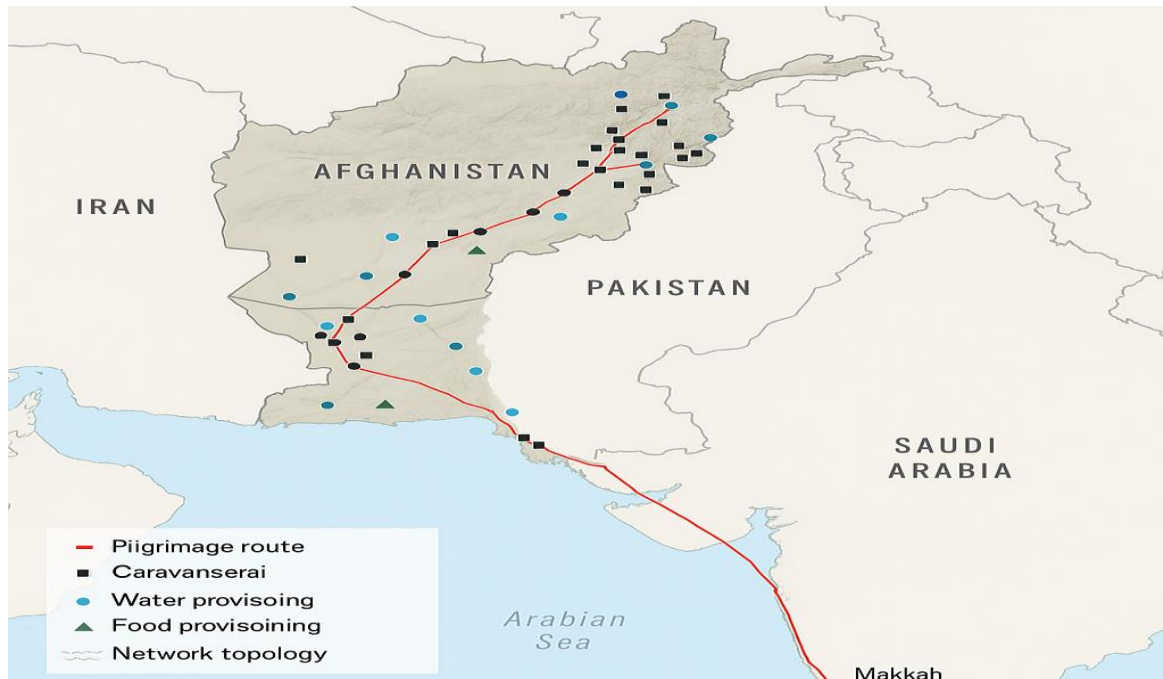 AFGHANISTAN
IRAN
PAKISTAN
SAUDI
ARABIA
Piigrimage route
Caravanserai
Water provisoing
Food provisoining
Network topology
Arabian
Sea
Makkah